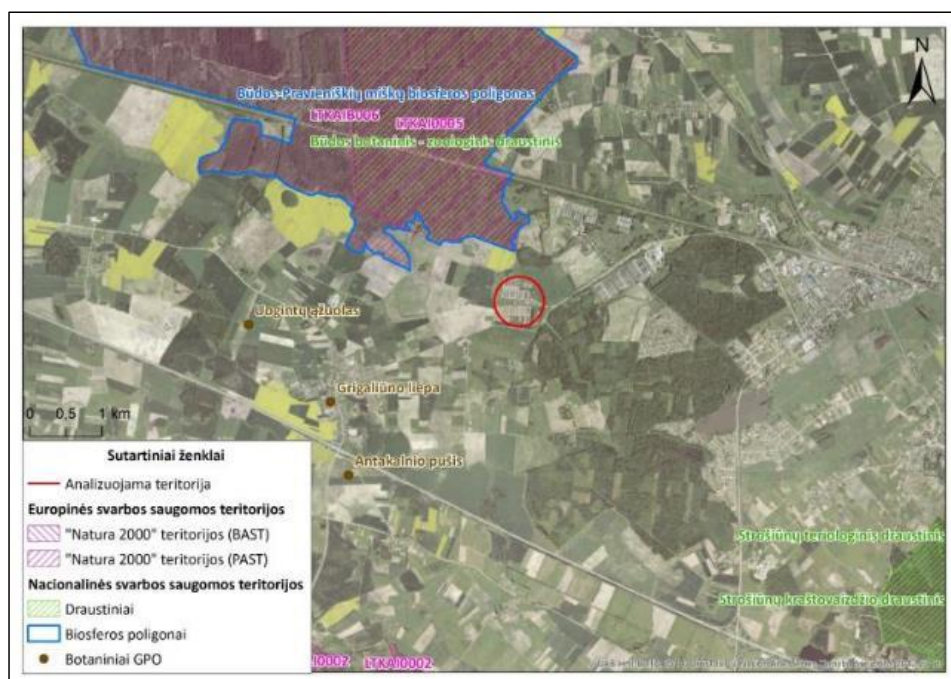 N
Būdos-Pravieniškių miškų biosferos poligonas
LTKAIB006
LTKAI0005
Būdos botaninis - zoologinis draustinis
Uogintų ąžuolas
Grigaliūno liepa
Antakalnio pušis
0 0,5 1 km
Sutartiniai ženklai
Analizuojama teritorija
Europinės svarbos saugomos teritorijos
"Natura 2000" teritorijos (BAST)
"Natura 2000" teritorijos (PAST)
Nacionalinės svarbos saugomos teritorijos
Draustiniai
Biosferos poligonai
Botaniniai GPO
Strošiūnų teriologinis draustinis
Strošiūnų kraštovaizdžio draustinis
I0002 LTKAI0002